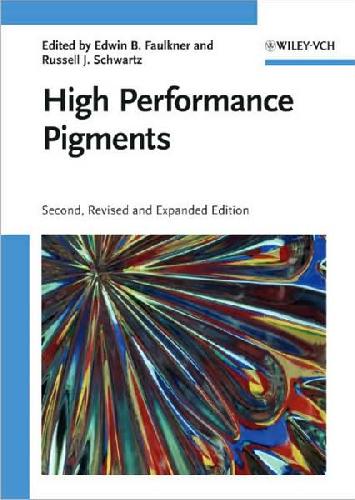 Edited by Edwin B. Faulkner and
Russell J. Schwartz
WILEY-VCH
High Performance
Pigments
Second, Revised and Expanded Edition